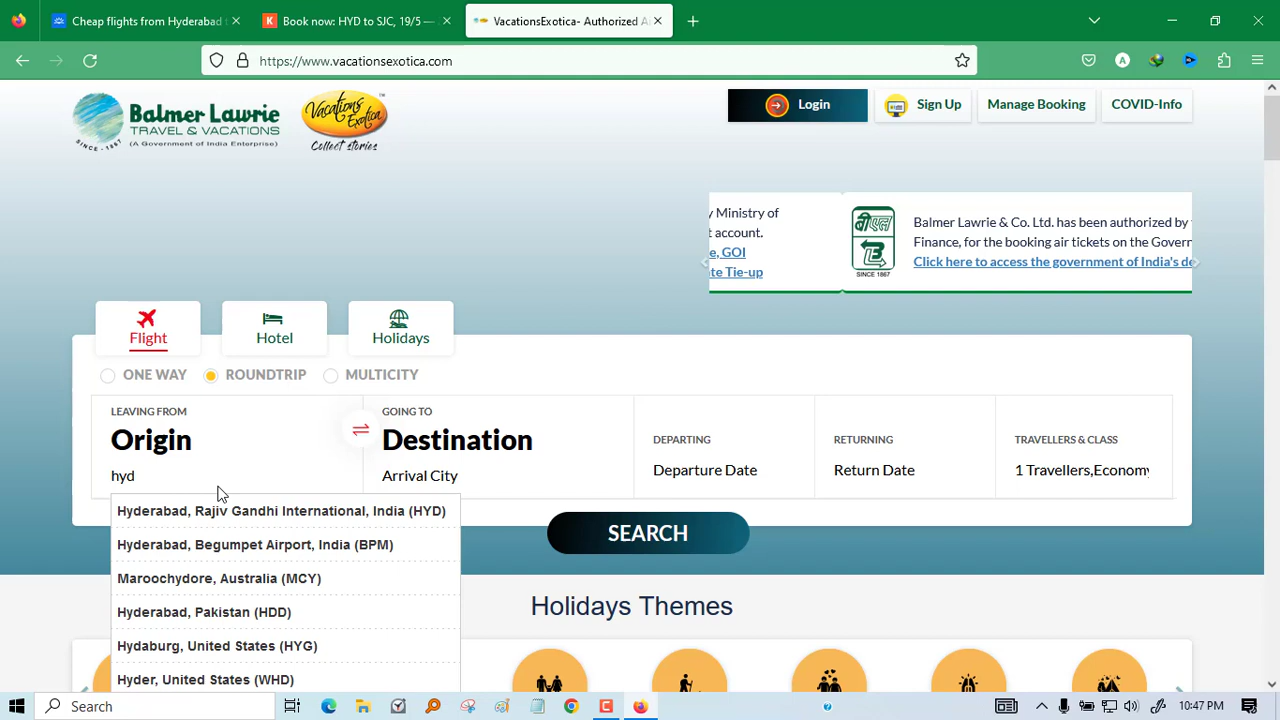 Cheap flights from Hyderabad t
Book now: HYD to SJC, 19/5 —
VacationsExotica- Authorized A
https://www.vacationsexotica.com
Balmer Lawrie
TRAVEL & VACATIONS
(A Government of India Enterprise)
SINCE - 1867
Vacations Exotica
Collect stories
Login
Sign Up
Manage Booking
COVID-Info
y Ministry of
t account.
e, GOI
te Tie-up
SINCE 1867
Balmer Lawrie & Co. Ltd. has been authorized by
Finance, for the booking air tickets on the Govern
Click here to access the government of India's de
Flight
Hotel
Holidays
ONE WAY
ROUNDTRIP
MULTICITY
LEAVING FROM
Origin
hyd
GOING TO
Destination
Arrival City
DEPARTING
Departure Date
RETURNING
Return Date
TRAVELLERS & CLASS
1 Travellers,Economy
Hyderabad, Rajiv Gandhi International, India (HYD)
Hyderabad, Begumpet Airport, India (BPM)
Maroochydore, Australia (MCY)
Hyderabad, Pakistan (HDD)
Hydaburg, United States (HYG)
Hyder, United States (WHD)
SEARCH
Holidays Themes
Search
10:47 PM